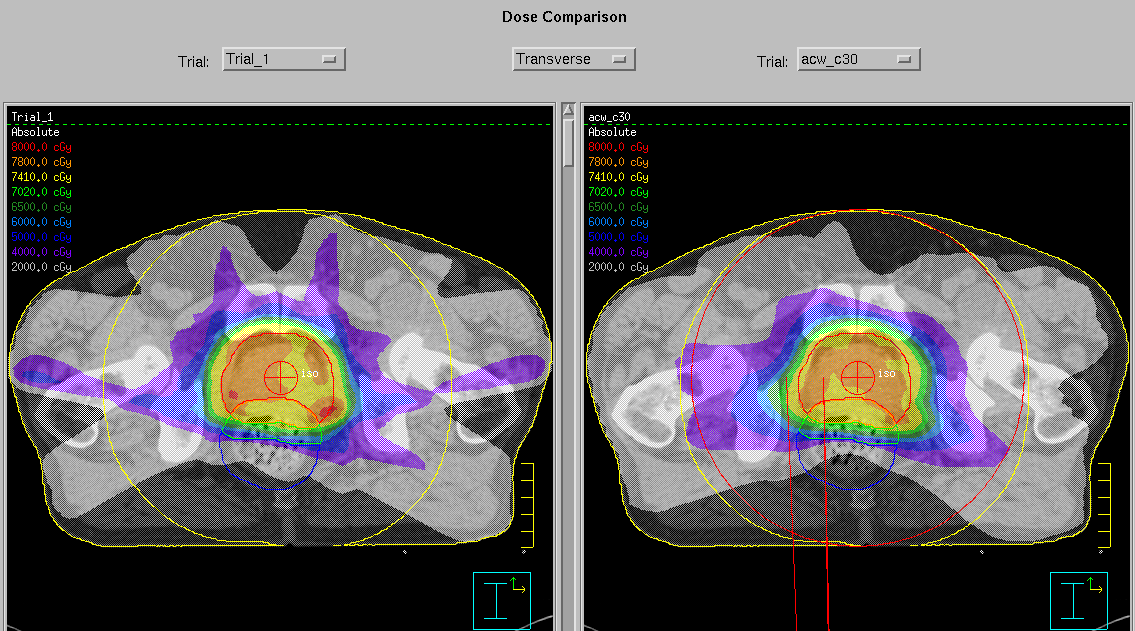 Dose Comparison
Trial: Trial_1 Transverse Trial: acw_c30
Trial_1
Absolute
8000.0 cGy
7800.0 cGy
7410.0 cGy
7020.0 cGy
6500.0 cGy
6000.0 cGy
5000.0 cGy
4000.0 cGy
2000.0 cGy
ISO
acw_c30
Absolute
8000.0 cGy
7800.0 cGy
7410.0 cGy
7020.0 cGy
6500.0 cGy
6000.0 cGy
5000.0 cGy
4000.0 cGy
2000.0 cGy
ISO